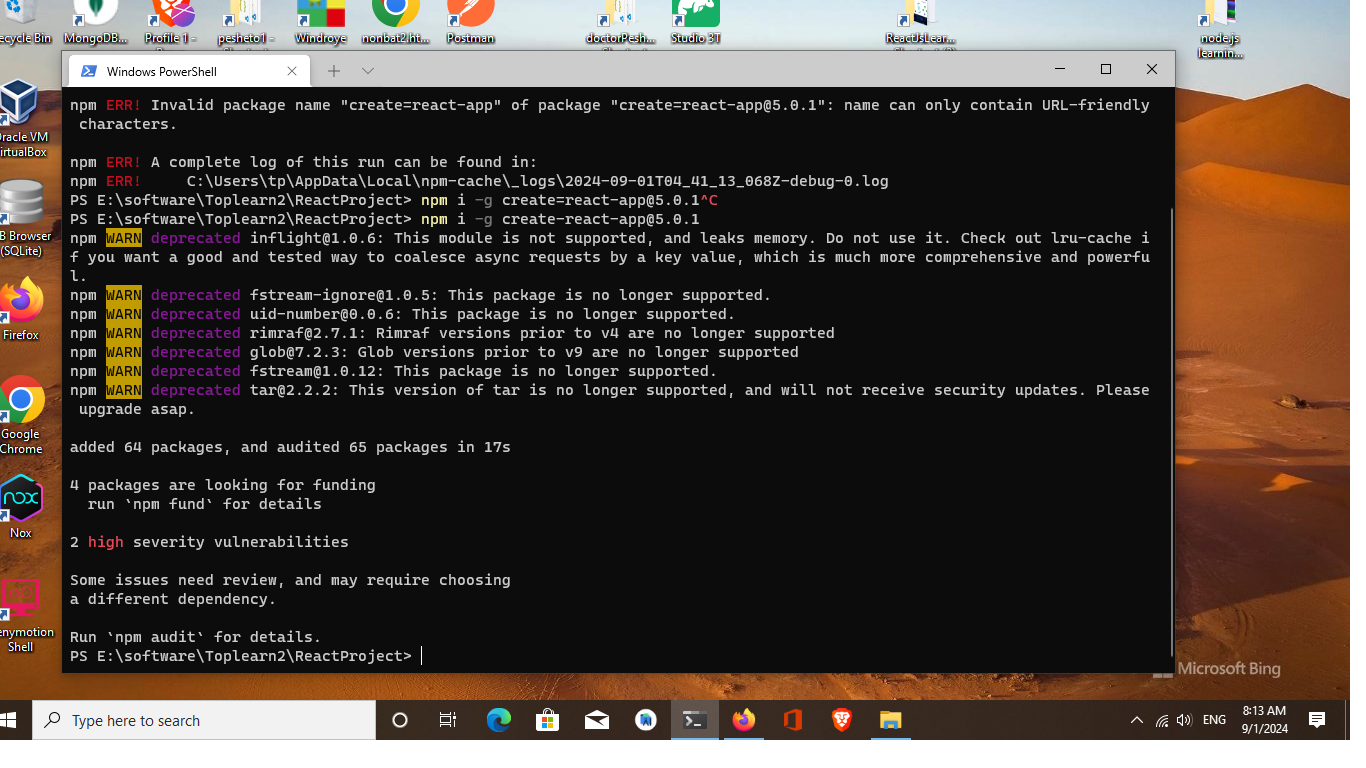 ecycle Bin
MongoDB...
Profile 1 -
pesheto1 -
Windroye
nonbat2.ht...
Postman
doctorPesh...
Studio 3T
ReactJsLear...
node.js
learnin...
Windows PowerShell
npm ERR! Invalid package name "create=react-app" of package "create=react-app@5.0.1": name can only contain URL-friendly
characters.
npm ERR! A complete log of this run can be found in:
npm ERR!     C:\Users\tp\AppData\Local\npm-cache\_logs\2024-09-01T04_41_13_068Z-debug-0.log
PS E:\software\Toplearn2\ReactProject> npm i -g create=react-app@5.0.1^C
PS E:\software\Toplearn2\ReactProject> npm i -g create-react-app@5.0.1
npm WARN deprecated inflight@1.0.6: This module is not supported, and leaks memory. Do not use it. Check out lru-cache i
f you want a good and tested way to coalesce async requests by a key value, which is much more comprehensive and powerfu
l.
npm WARN deprecated fstream-ignore@1.0.5: This package is no longer supported.
npm WARN deprecated uid-number@0.0.6: This package is no longer supported.
npm WARN deprecated rimraf@2.7.1: Rimraf versions prior to v4 are no longer supported
npm WARN deprecated glob@7.2.3: Glob versions prior to v9 are no longer supported
npm WARN deprecated fstream@1.0.12: This package is no longer supported.
npm WARN deprecated tar@2.2.2: This version of tar is no longer supported, and will not receive security updates. Please
upgrade asap.
added 64 packages, and audited 65 packages in 17s
4 packages are looking for funding
run `npm fund` for details
2 high severity vulnerabilities
Some issues need review, and may require choosing
a different dependency.
Run `npm audit` for details.
PS E:\software\Toplearn2\ReactProject>
Oracle VM
VirtualBox
B Browser
(SQLite)
Firefox
Google
Chrome
nox
Nox
enymotion
Shell
Microsoft Bing
Type here to search
ENG
8:13 AM
9/1/2024